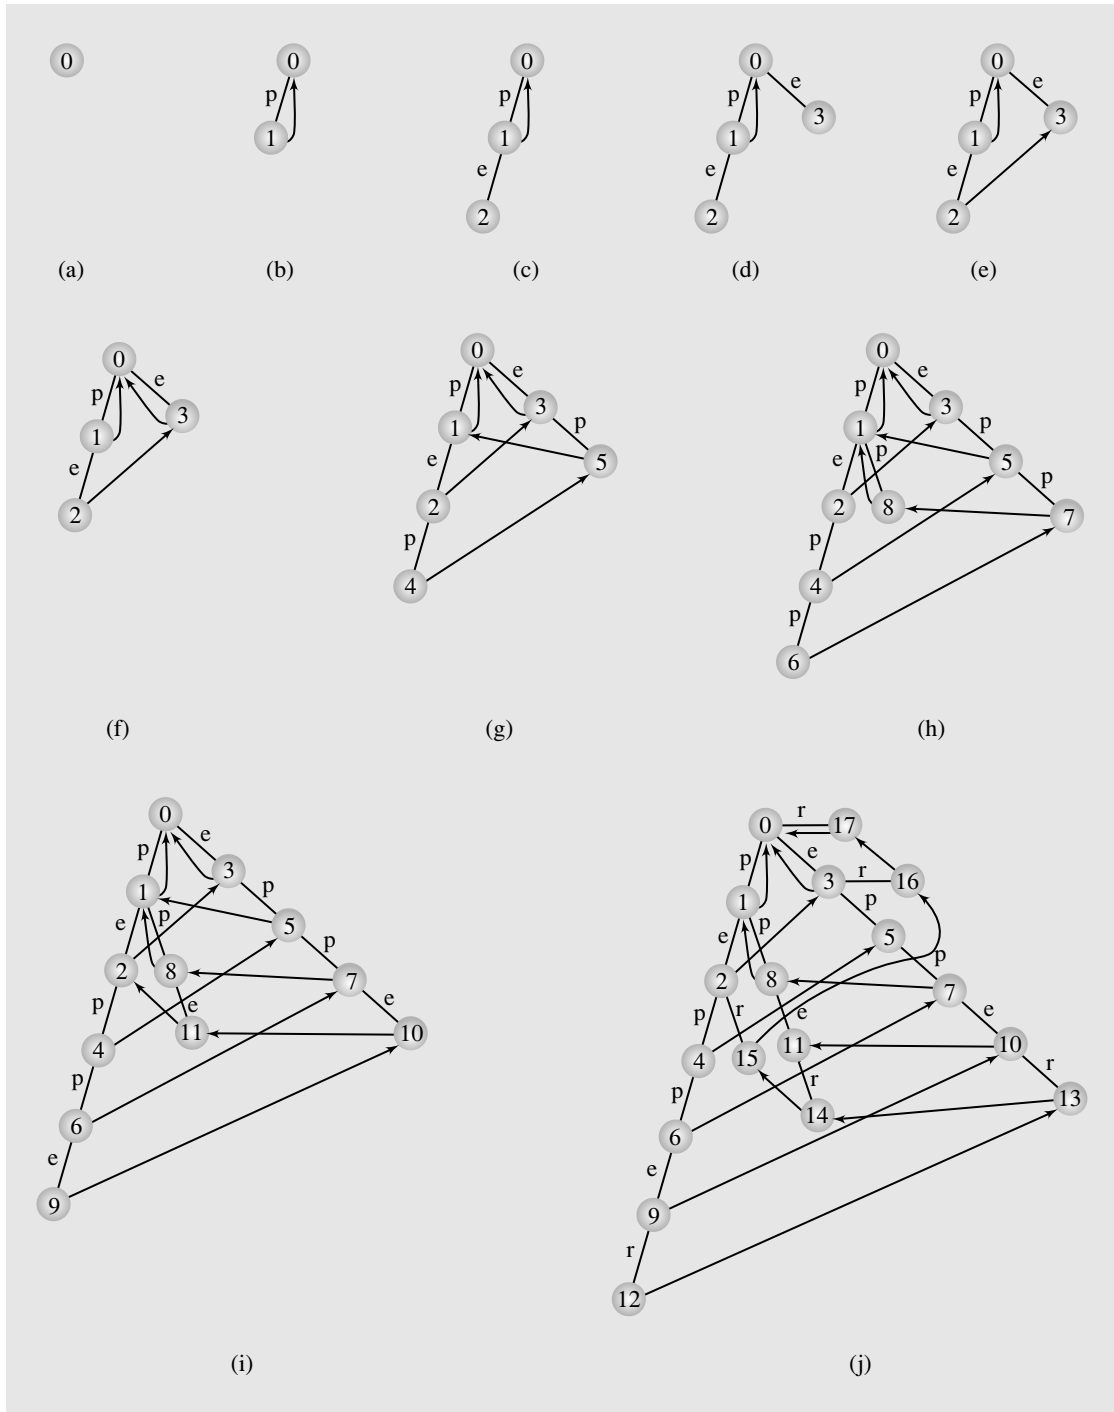 0 0 0 0 0
p p p e p e
1 1 1 3 1 3
e e e
2 2 2
(a) (b) (c) (d) (e)
0 0 0
p e p e p e
1 3 1 3 p 1 p 3 p
e e 5 e 5 p
2 2 2 8 7
p p
4 4
p
6
(f) (g) (h)
0 0 r 17
p e p e
1 3 p 1 3 r 16
e p 5 p e p p 5 p
2 8 7 2 8 7
p e e p r e e
4 11 10 4 15 11 10 r
p p r 13
6 6 14
e e
9 9
r
12
(i) (j)